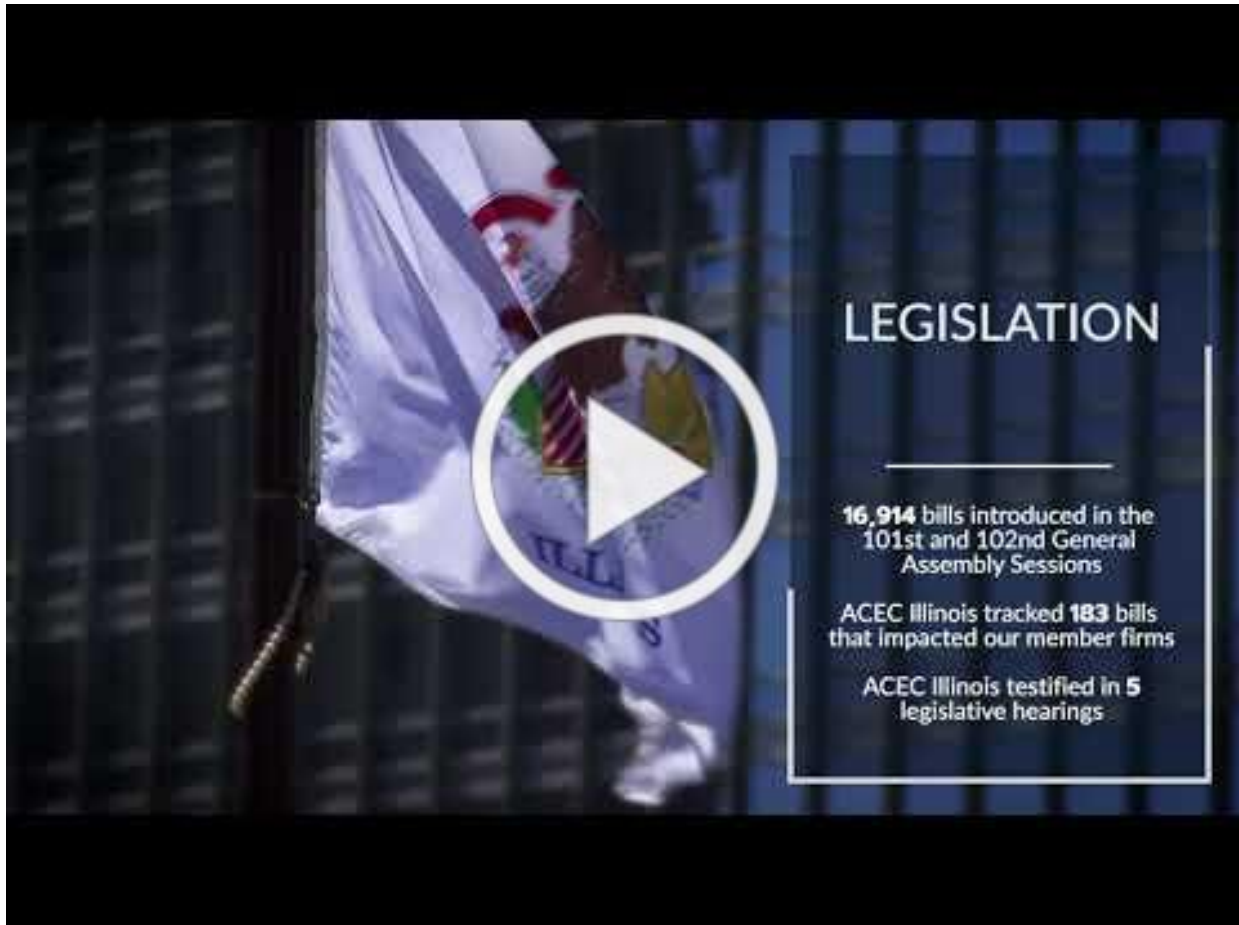 LEGISLATION
16,914 bills introduced in the
101st and 102nd General
Assembly Sessions
ACEC Illinois tracked 183 bills
that impacted our member firms
ACEC Illinois testified in 5
legislative hearings
ILL